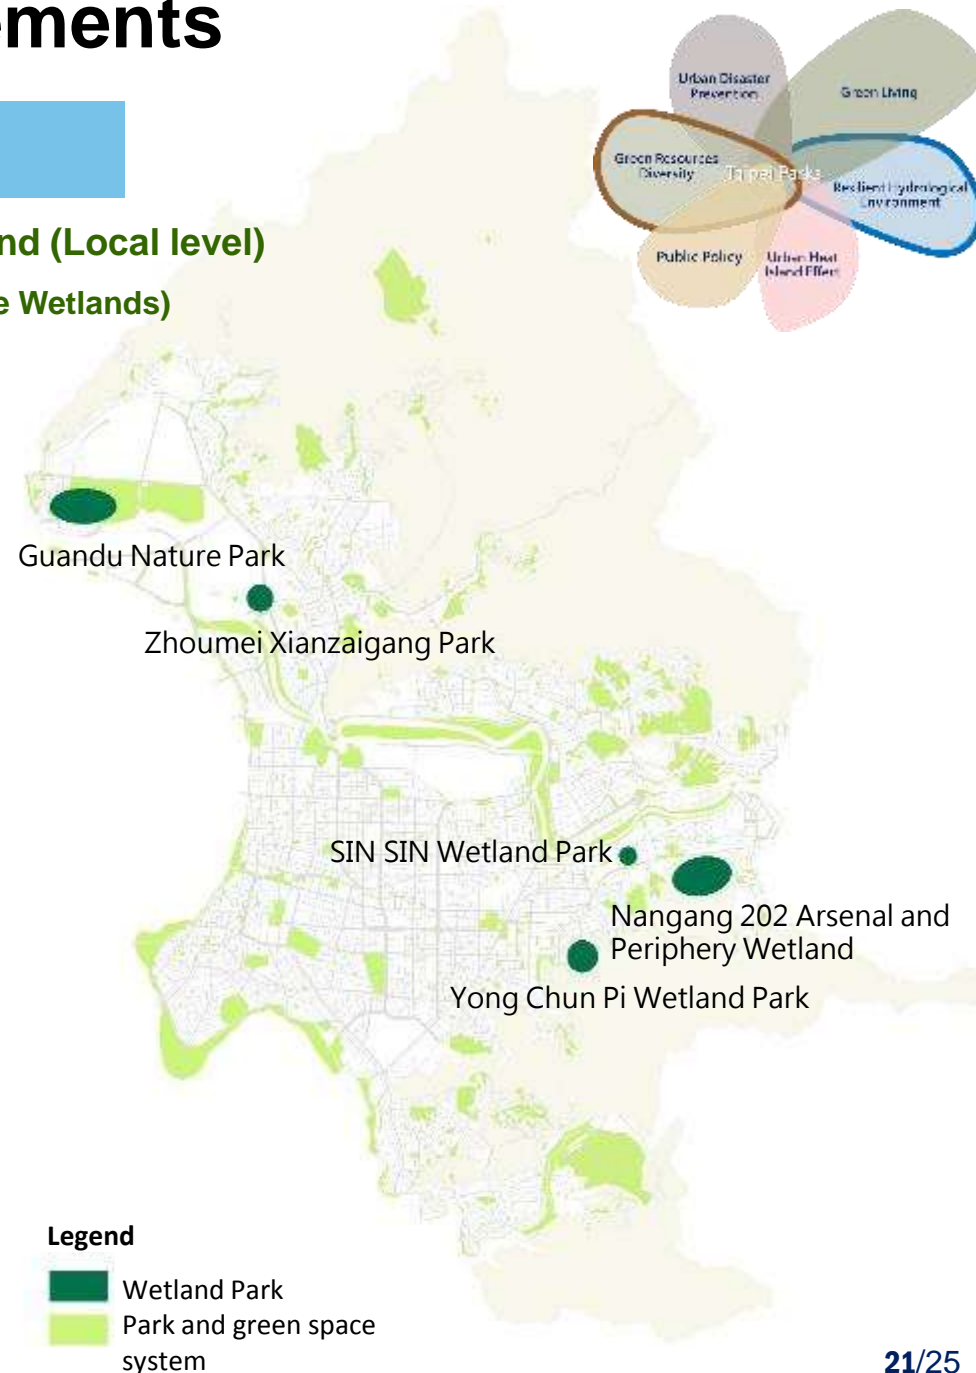 ements
Urban Disaster
Prevention
Green Living
Green Resources
Diversity
Taipei Parks
Resilient Hydrological
Environment
Public Policy
Urban Heat
Island Effect
nd (Local level)
e Wetlands)
Guandu Nature Park
Zhoumei Xianzaigang Park
SIN SIN Wetland Park
Nangang 202 Arsenal and
Periphery Wetland
Yong Chun Pi Wetland Park
Legend
Wetland Park
Park and green space
system
21/25